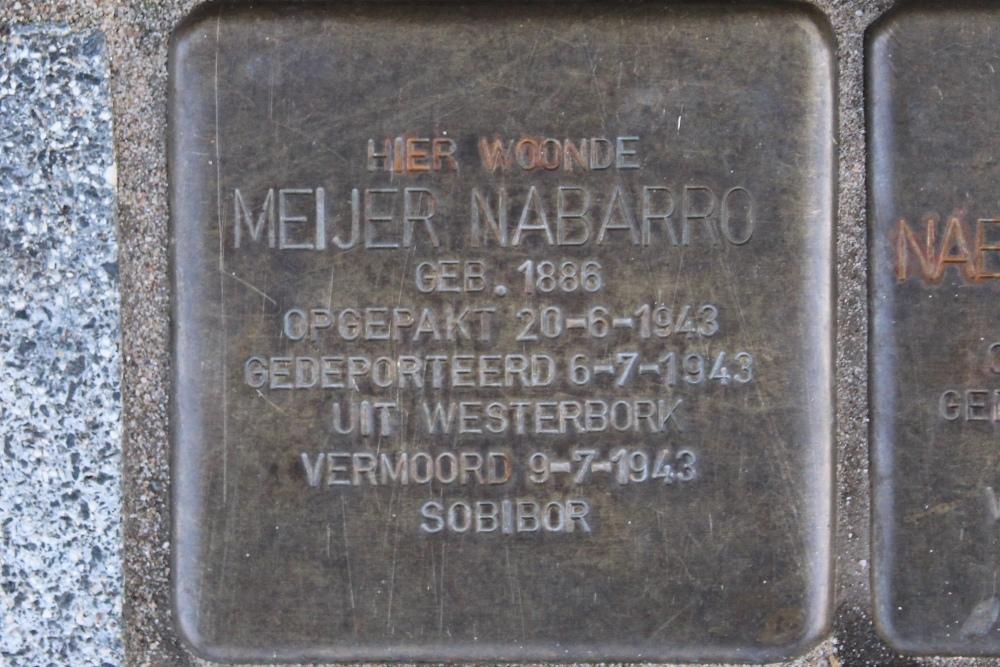 HIER WOONDE
MEIJER NABARRO
GEB. 1886
OPGEPAKT 20-6-1943
GEDEPORTEERD 6-7-1943
UIT WESTERBORK
VERMOORD 9-7-1943
SOBIBOR